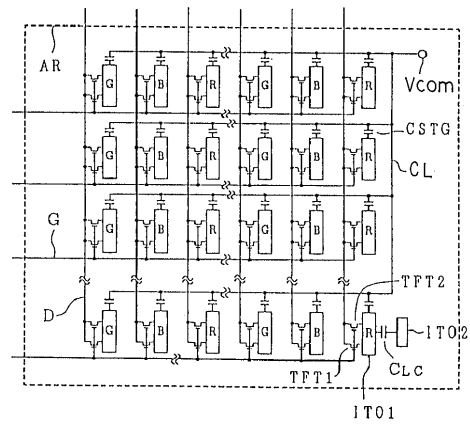 AR
Vcom
G B R G B R
CSTG
G B R G B R
CL
G B R G B R
G
TFT2
D
G B R G B R
ITO2
CLC
TFT1
ITO1